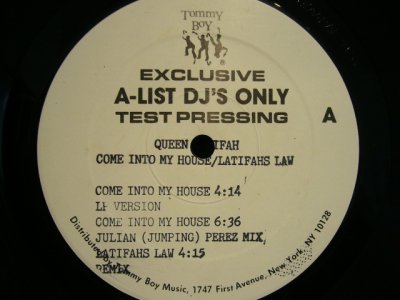 Tommy
Boy
EXCLUSIVE
A-LIST DJ'S ONLY
TEST PRESSING
A
QUEEN
COME INTO MY HOUSE/LATIFAHS LAW
COME INTO MY HOUSE 4:14
LP VERSION
COME INTO MY HOUSE 6:36
JULIAN (JUMPING) PEREZ MIX,
LATIFAHS LAW 4:15
REMIX
Distributed by Tommy Boy Music, 1747 First Avenue, New York, NY 10128